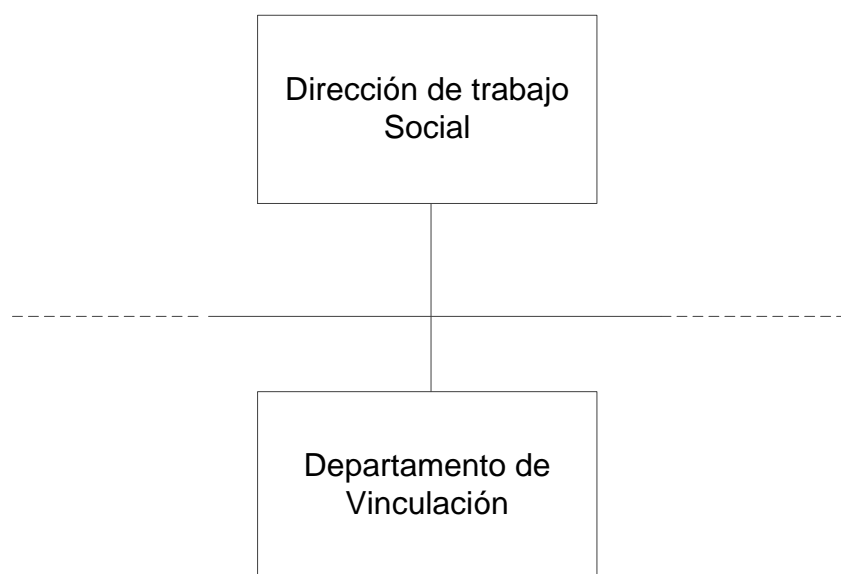 Dirección de trabajo
Social
Departamento de
Vinculación